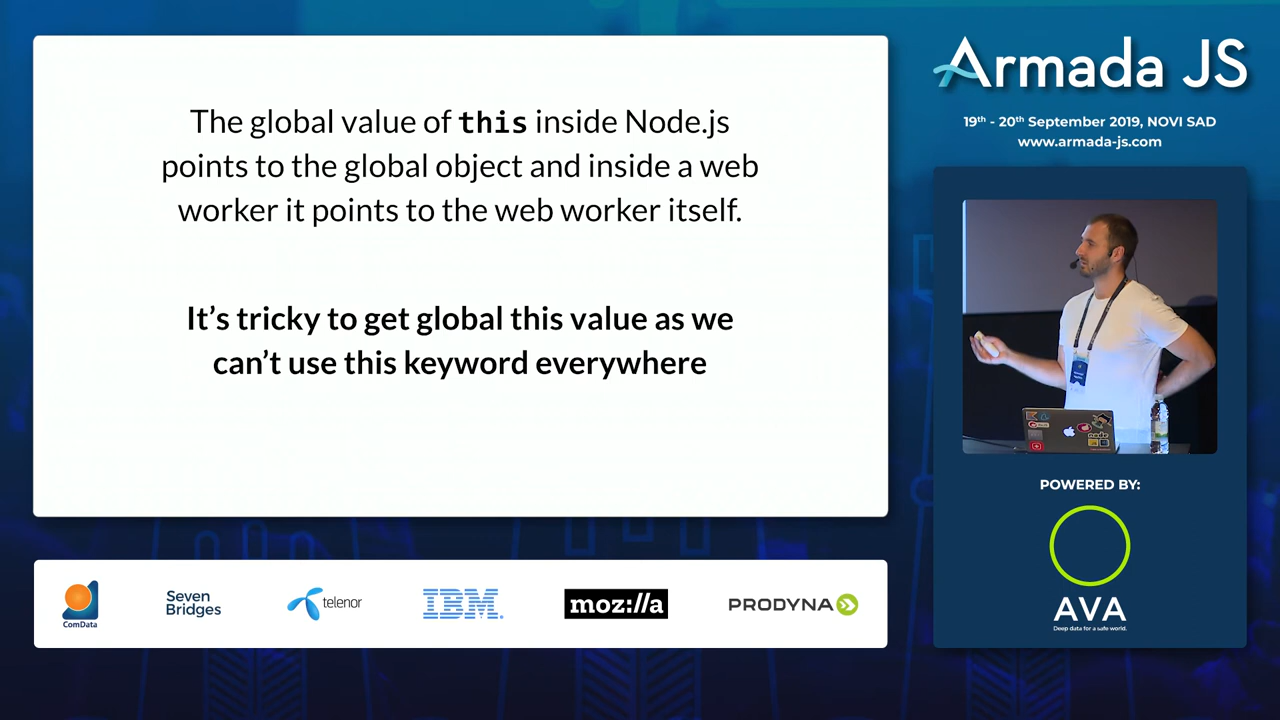 The global value of this inside Node.js
points to the global object and inside a web
worker it points to the web worker itself.
It’s tricky to get global this value as we
can’t use this keyword everywhere
Armada JS
19th - 20th September 2019, NOVI SAD
www.armada-js.com
POWERED BY:
AVA
Deep data for a safe world.
ComData
Seven
Bridges
telenor
IBM
moz://a
PRODYNA
node